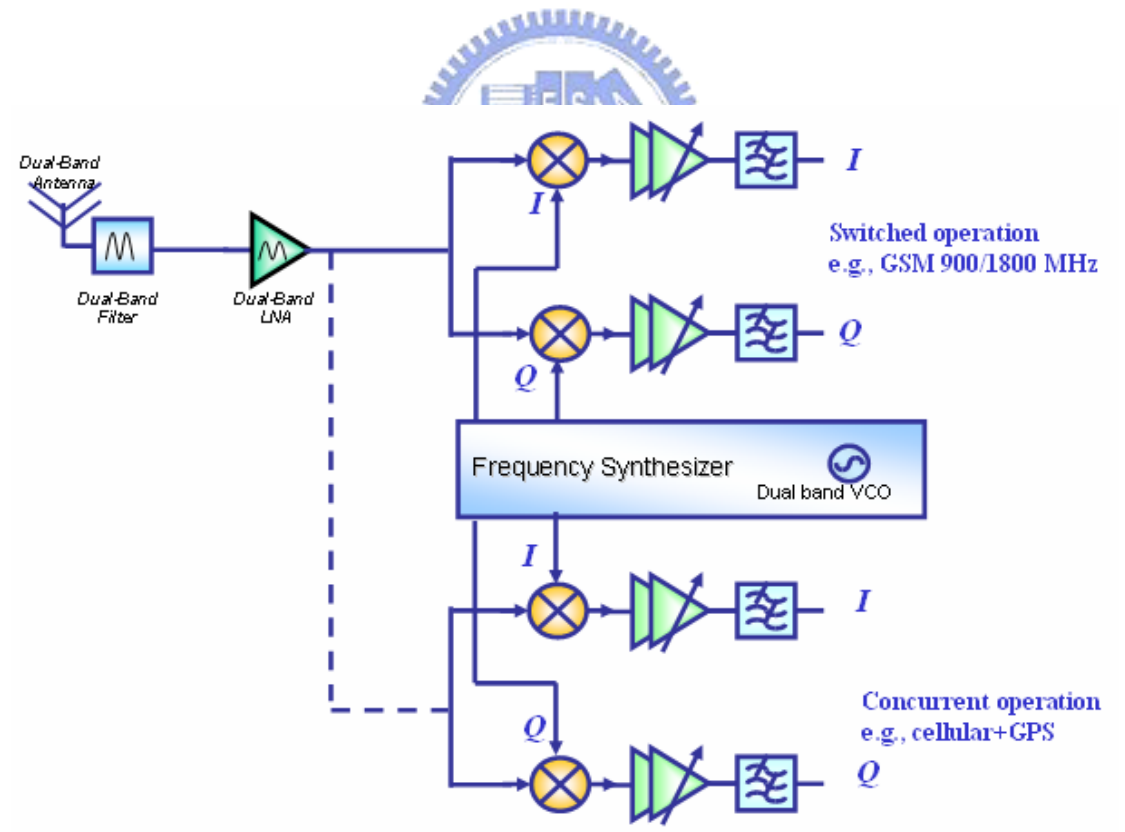 Dual-Band
Antenna
Dual-Band
Filter
Dual-Band
LNA
I
I
Switched operation
e.g., GSM 900/1800 MHz
Q
Q
Frequency Synthesizer
Dual band VCO
I
I
Concurrent operation
e.g., cellular+GPS
Q
Q